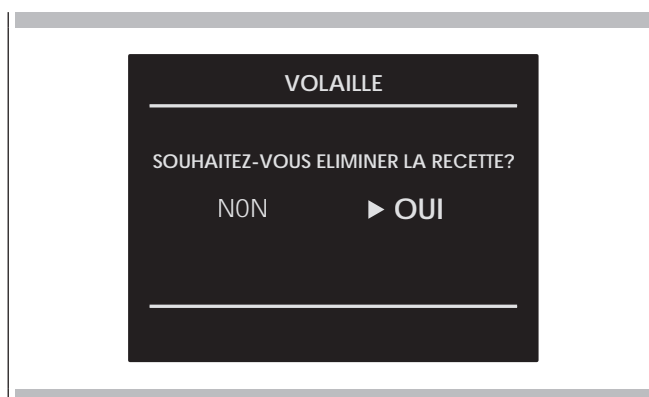 VOLAILLE
SOUHAITEZ-VOUS ELIMINER LA RECETTE?
N0N ▶ OUI